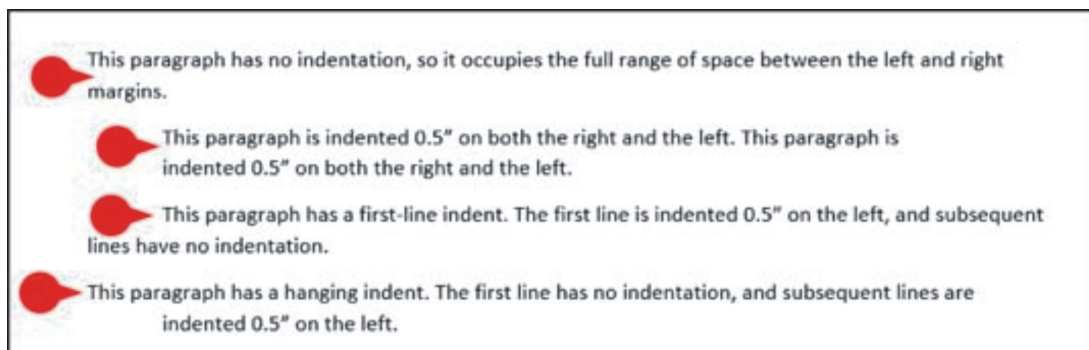 This paragraph has no indentation, so it occupies the full range of space between the left and right
margins.
This paragraph is indented 0.5″ on both the right and the left. This paragraph is
indented 0.5″ on both the right and the left.
This paragraph has a first-line indent. The first line is indented 0.5″ on the left, and subsequent
lines have no indentation.
This paragraph has a hanging indent. The first line has no indentation, and subsequent lines are
indented 0.5″ on the left.